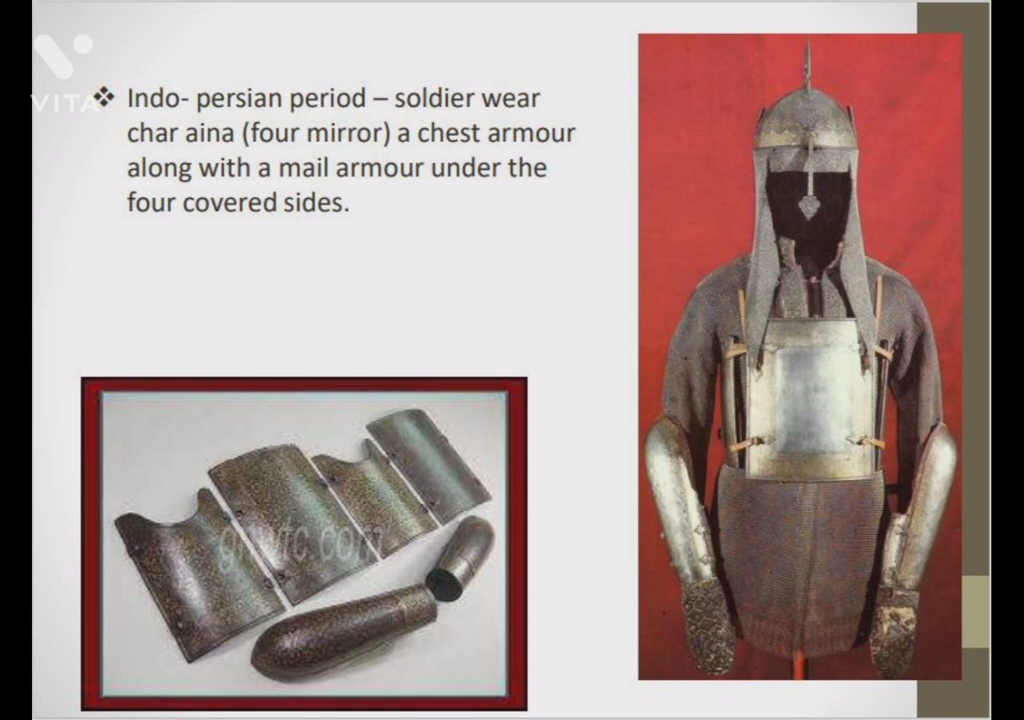 VITA
❖ Indo- persian period – soldier wear
char aina (four mirror) a chest armour
along with a mail armour under the
four covered sides.